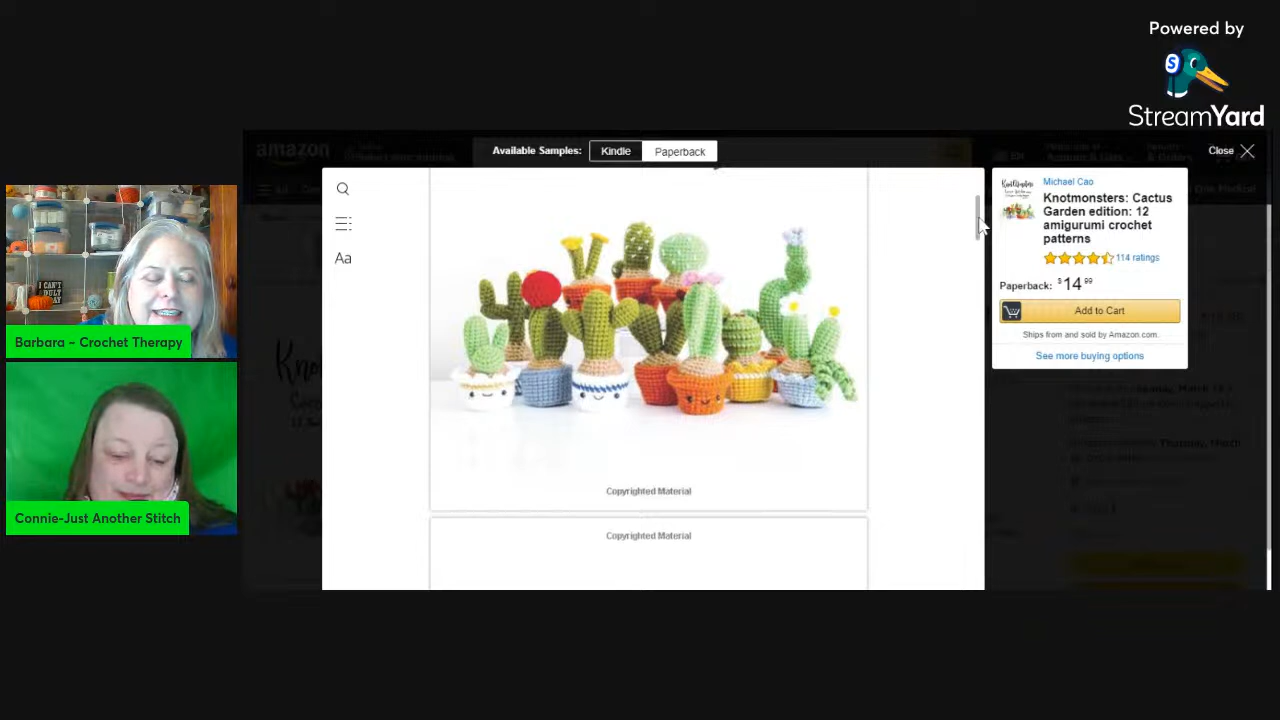 Powered by
StreamYard
amazon
Available Samples:
Kindle
Paperback
Close
Aa
Copyrighted Material
Copyrighted Material
Michael Cao
Knotmonsters: Cactus
Garden edition: 12
amigurumi crochet
patterns
114 ratings
Paperback: $14 99
Add to Cart
Ships from and sold by Amazon.com.
See more buying options
I CAN'T
Barbara – Crochet Therapy
Connie-Just Another Stitch